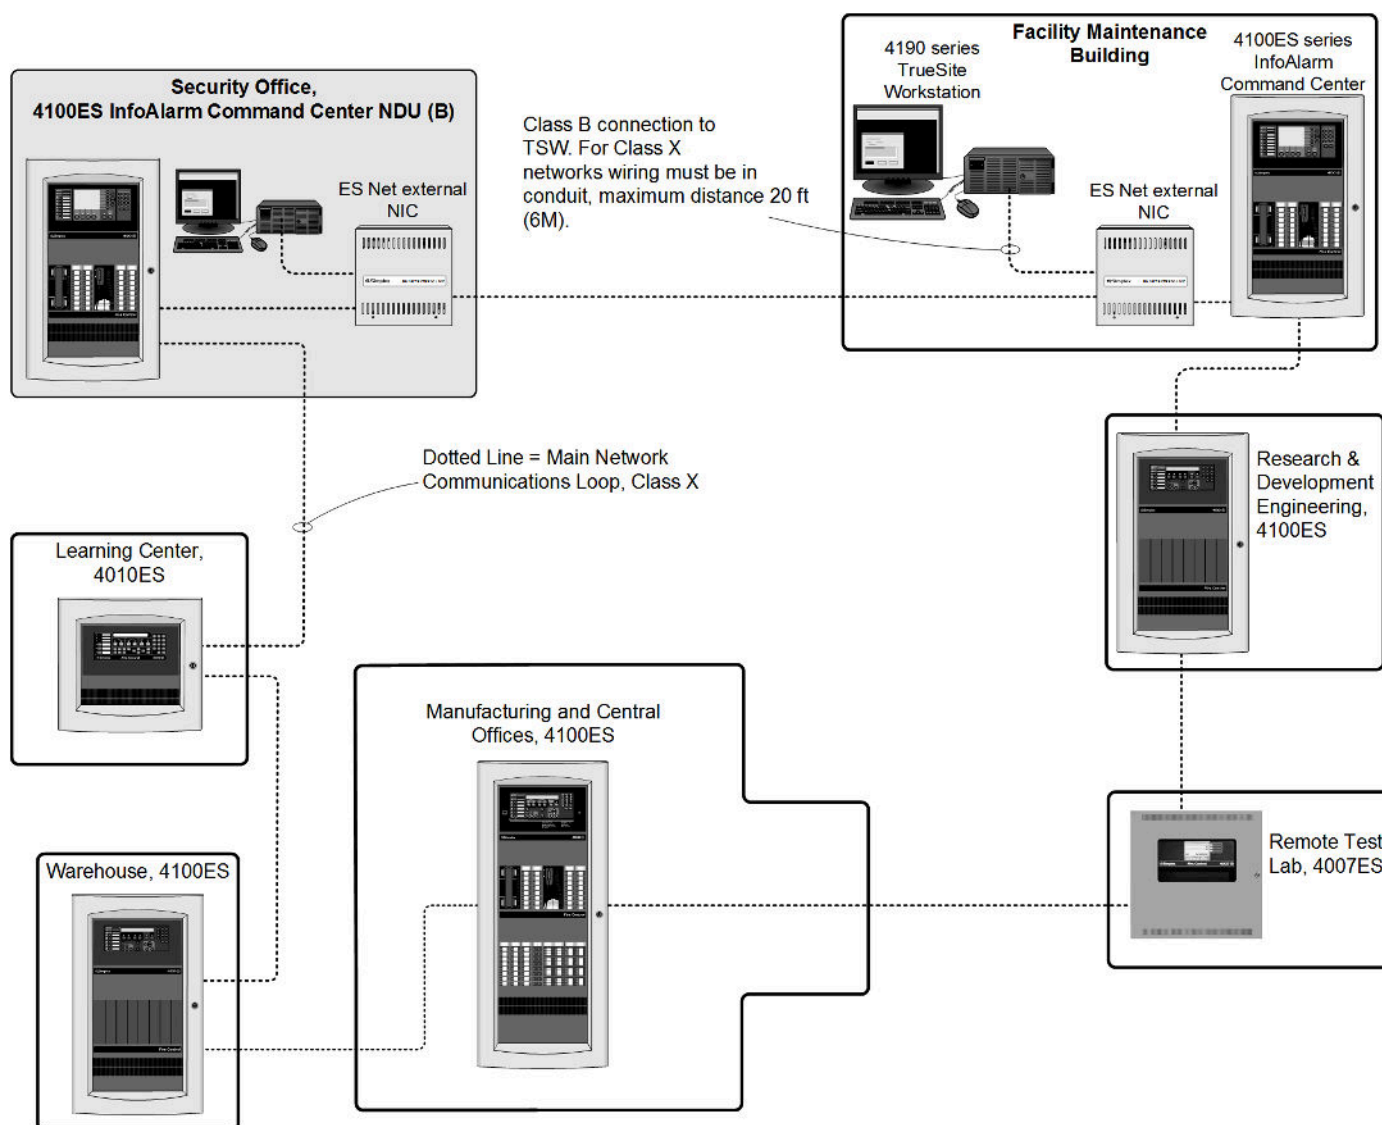 Security Office,
4100ES InfoAlarm Command Center NDU (B)
ES Net external
NIC
Class B connection to
TSW. For Class X
networks wiring must be in
conduit, maximum distance 20 ft
(6M).
Facility Maintenance
Building
4190 series
TrueSite
Workstation
4100ES series
InfoAlarm
Command Center
ES Net external
NIC
Dotted Line = Main Network
Communications Loop, Class X
Research &
Development
Engineering,
4100ES
Learning Center,
4010ES
Manufacturing and Central
Offices, 4100ES
Remote Test
Lab, 4007ES
Warehouse, 4100ES